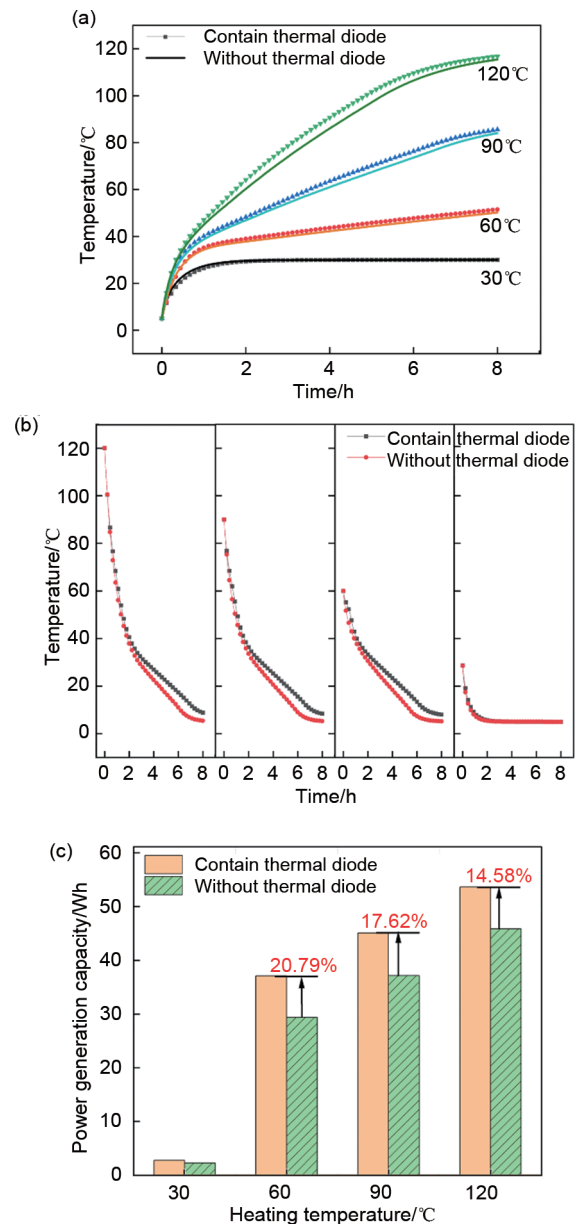 (a)
Contain thermal diode
Without thermal diode
120
100
80
60
40
20
0
Temperature/℃
120℃
90℃
60℃
30℃
0 2 4 6 8
Time/h
(b)
Contain thermal diode
Without thermal diode
120
100
80
60
40
20
0
Temperature/℃
0 2 4 6 8 0 2 4 6 8 0 2 4 6 8 0 2 4 6 8
Time/h
(c)
Contain thermal diode
Without thermal diode
60
50
40
30
20
10
0
Power generation capacity/Wh
20.79%
17.62%
14.58%
30 60 90 120
Heating temperature/℃